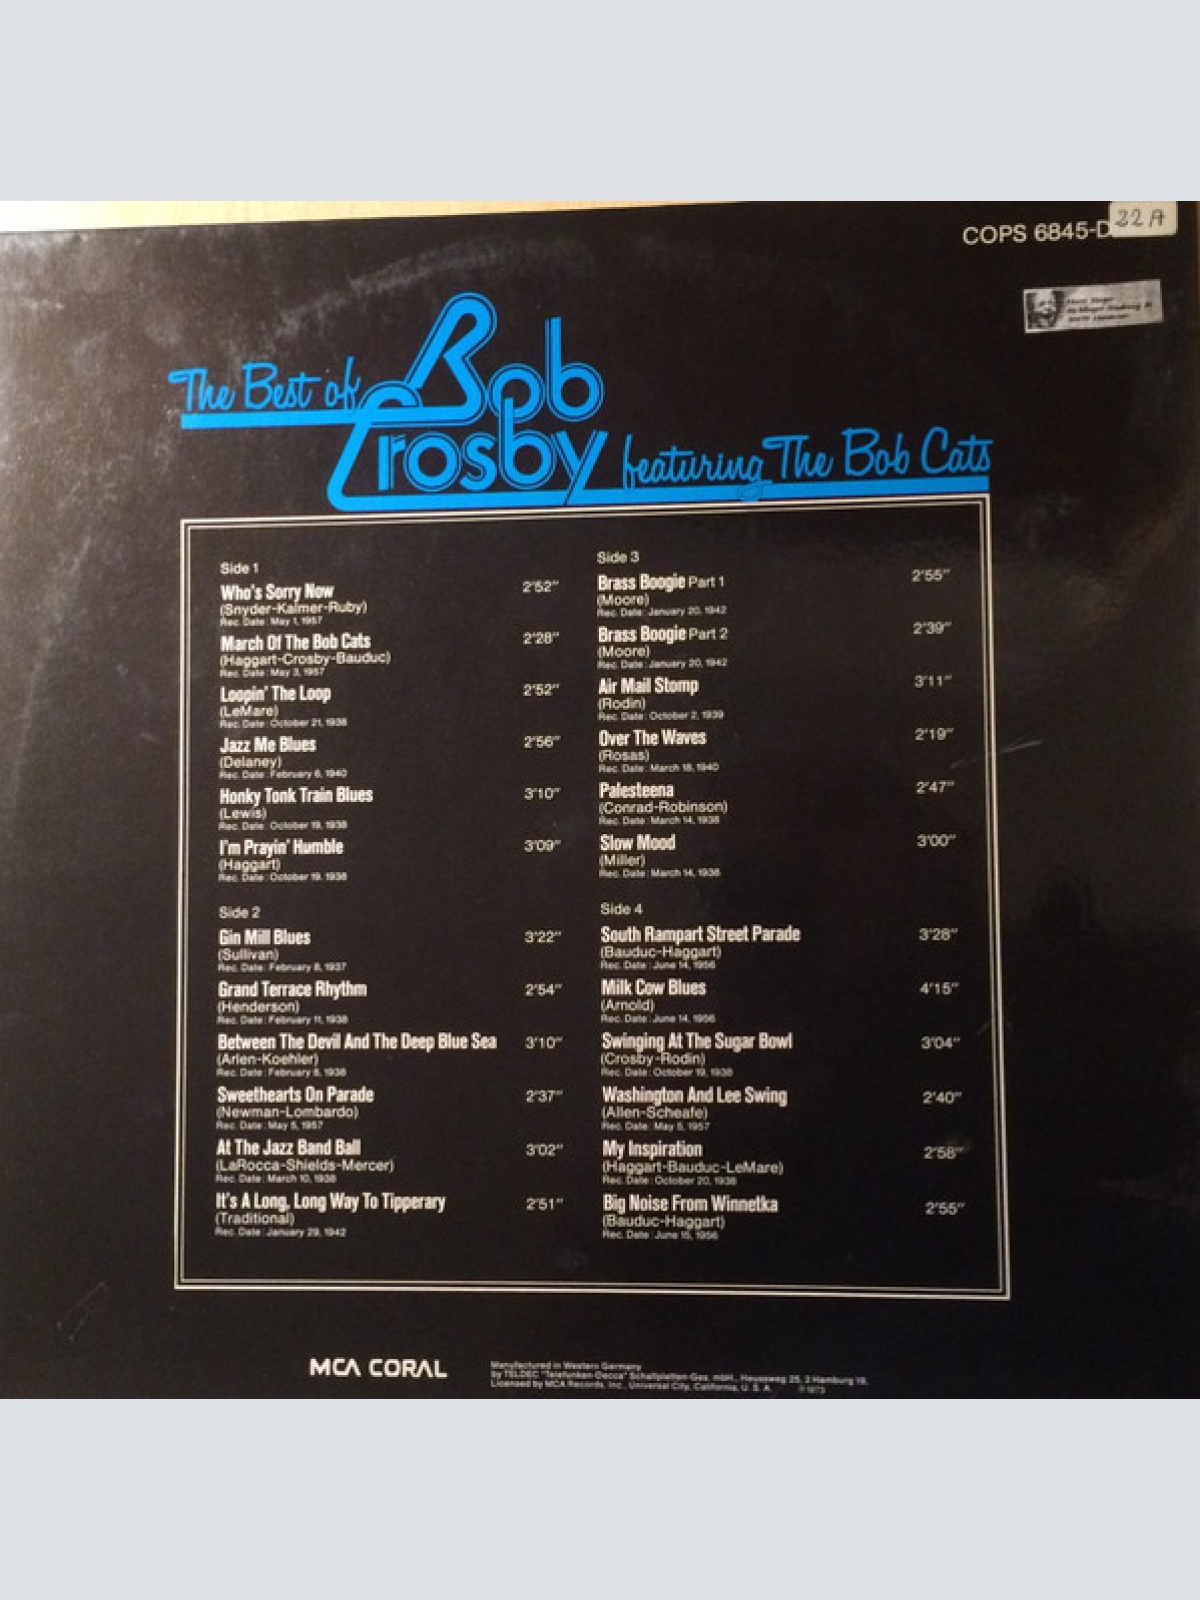 COPS 6845-D
22 A
The Best of Bob Crosby featuring The Bob Cats
Side 1
Who's Sorry Now 2'52"
(Snyder-Kalmer-Ruby)
Rec. Date: May 1, 1957
March Of The Bob Cats 2'28"
(Haggart-Crosby-Bauduc)
Rec. Date: May 3, 1957
Loopin' The Loop 2'52"
(LeMare)
Rec. Date: October 21, 1938
Jazz Me Blues 2'56"
(Delaney)
Rec. Date: February 6, 1940
Honky Tonk Train Blues 3'10"
(Lewis)
Rec. Date: October 19, 1938
I'm Prayin' Humble 3'09"
(Haggart)
Rec. Date: October 19, 1938
Side 2
Gin Mill Blues 3'22"
(Sullivan)
Rec. Date: February 8, 1937
Grand Terrace Rhythm 2'54"
(Henderson)
Rec. Date: February 11, 1938
Between The Devil And The Deep Blue Sea 3'10"
(Arlen-Koehler)
Rec. Date: February 8, 1938
Sweethearts On Parade 2'37"
(Newman-Lombardo)
Rec. Date: May 5, 1957
At The Jazz Band Ball 3'02"
(LaRocca-Shields-Mercer)
Rec. Date: March 10, 1938
It's A Long, Long Way To Tipperary 2'51"
(Traditional)
Rec. Date: January 29, 1942
Side 3
Brass Boogie Part 1 2'55"
(Moore)
Rec. Date: January 20, 1942
Brass Boogie Part 2 2'39"
(Moore)
Rec. Date: January 20, 1942
Air Mail Stomp 3'11"
(Rodin)
Rec. Date: October 2, 1939
Over The Waves 2'19"
(Rosas)
Rec. Date: March 18, 1940
Palesteena 2'47"
(Conrad-Robinson)
Rec. Date: March 14, 1938
Slow Mood 3'00"
(Miller)
Rec. Date: March 14, 1938
Side 4
South Rampart Street Parade 3'28"
(Bauduc-Haggart)
Rec. Date: June 14, 1956
Milk Cow Blues 4'15"
(Arnold)
Rec. Date: June 14, 1956
Swinging At The Sugar Bowl 3'04"
(Crosby-Rodin)
Rec. Date: October 19, 1938
Washington And Lee Swing 2'40"
(Allen-Scheafe)
Rec. Date: May 5, 1957
My Inspiration 2'58"
(Haggart-Bauduc-LeMare)
Rec. Date: October 20, 1938
Big Noise From Winnetka 2'55"
(Bauduc-Haggart)
Rec. Date: June 15, 1956
MCA CORAL
Manufactured in Western Germany
by TELDEC "Telefunken-Decca" Schallplatten-Ges. mbH., Heussweg 25, 2 Hamburg 19,
Licensed by MCA Records, Inc., Universal City, California, U. S. A. ℗ 1973